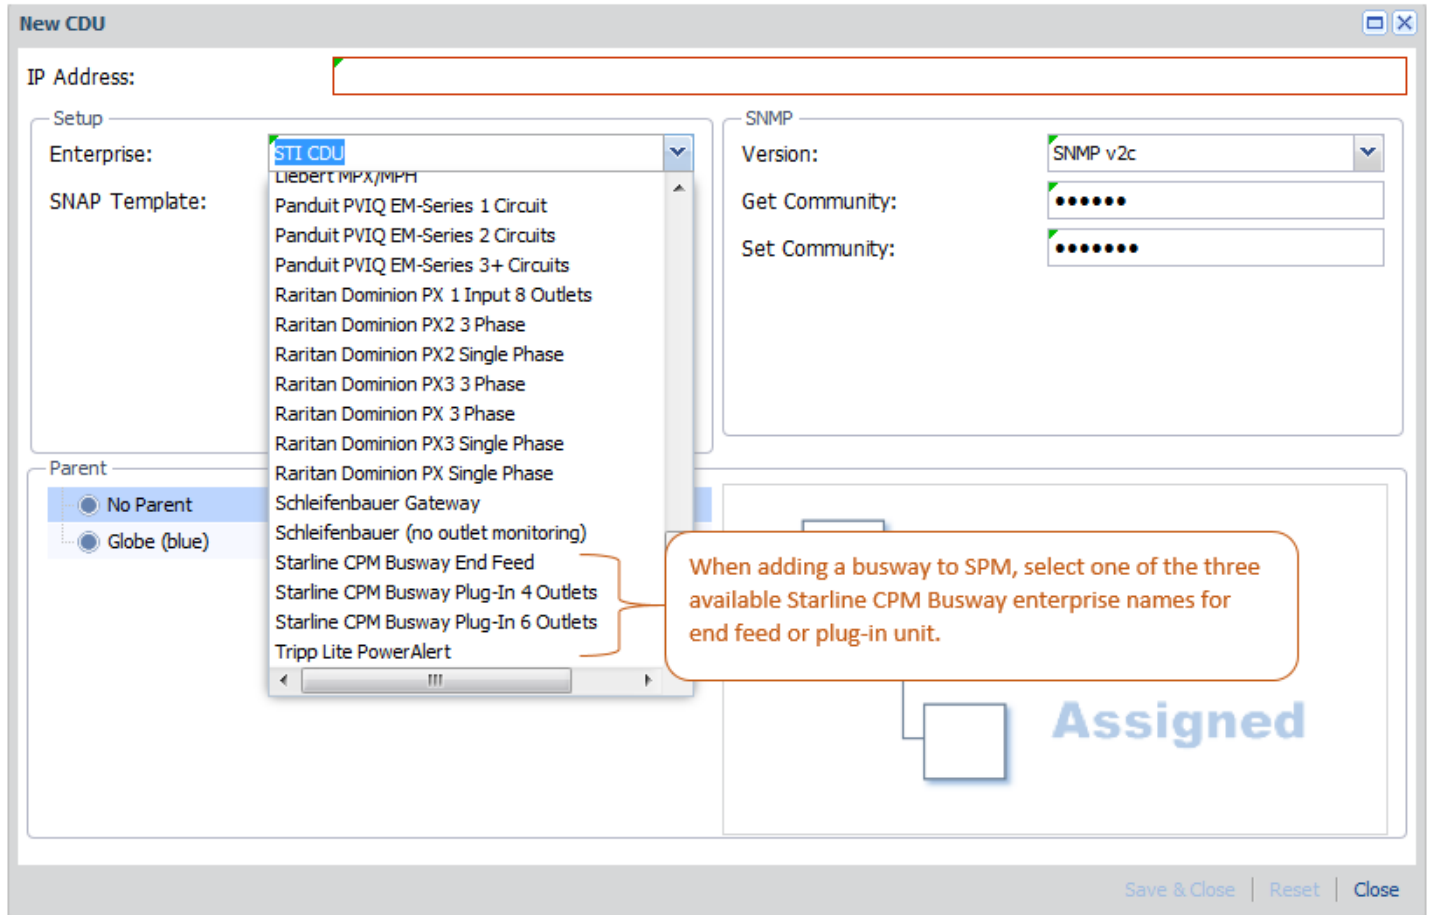 New CDU
IP Address:
Setup
Enterprise:
STI CDU
SNAP Template:
Liebert MPX/MPH
Panduit PVIQ EM-Series 1 Circuit
Panduit PVIQ EM-Series 2 Circuits
Panduit PVIQ EM-Series 3+ Circuits
Raritan Dominion PX 1 Input 8 Outlets
Raritan Dominion PX2 3 Phase
Raritan Dominion PX2 Single Phase
Raritan Dominion PX3 3 Phase
Raritan Dominion PX 3 Phase
Raritan Dominion PX3 Single Phase
Raritan Dominion PX Single Phase
Schleifenbauer Gateway
Schleifenbauer (no outlet monitoring)
Starline CPM Busway End Feed
Starline CPM Busway Plug-In 4 Outlets
Starline CPM Busway Plug-In 6 Outlets
Tripp Lite PowerAlert
SNMP
Version:
SNMP v2c
Get Community:
••••••
Set Community:
•••••••
Parent
No Parent
Globe (blue)
When adding a busway to SPM, select one of the three
available Starline CPM Busway enterprise names for
end feed or plug-in unit.
Assigned
Save & Close
Reset
Close